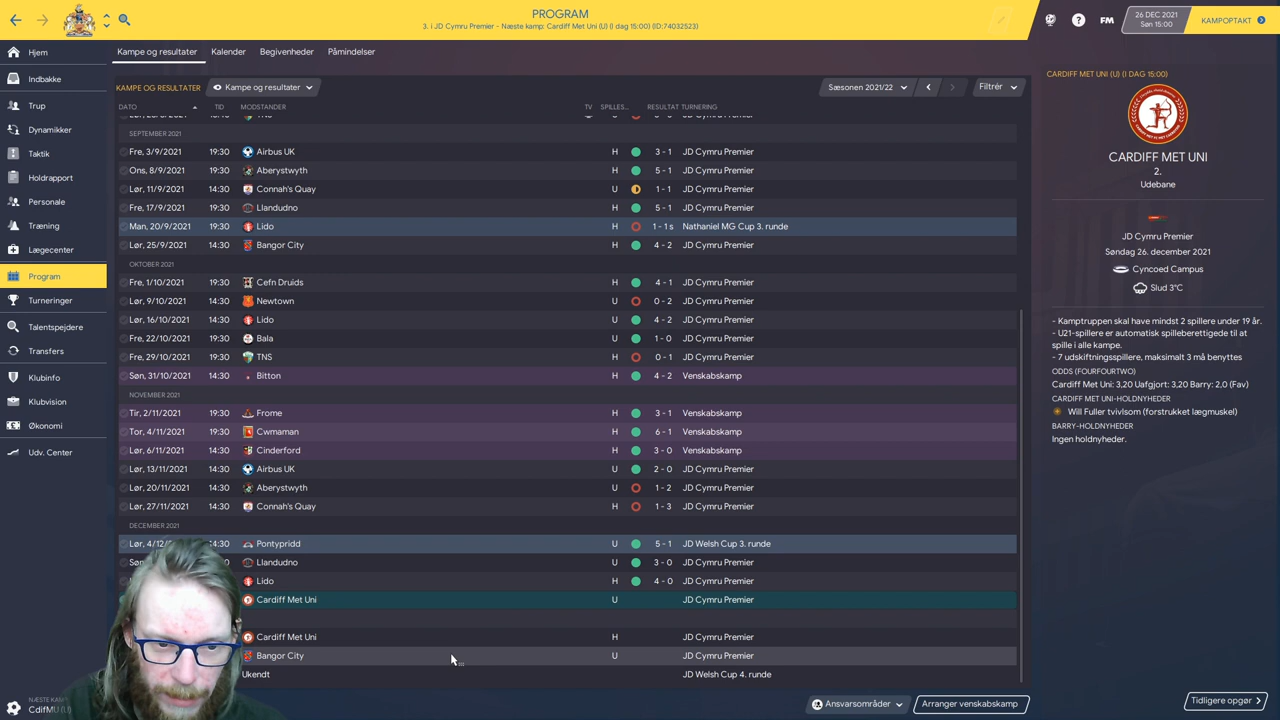 PROGRAM
3. i JD Cymru Premier - Næste kamp: Cardiff Met Uni (U) (I dag 15:00) (ID:74032523)
FM
26 DEC 2021
Søn 15:00
KAMPOPTAKT
Hjem
Indbakke
Trup
Dynamikker
Taktik
Holdrapport
Personale
Træning
Lægecenter
Program
Turneringer
Talentspejdere
Transfers
Klubinfo
Klubvision
Økonomi
Udv. Center
NÆSTE KAM
CdifMU (U)
Kampe og resultater Kalender Begivenheder Påmindelser
KAMPE OG RESULTATER Kampe og resultater Sæsonen 2021/22 Filtrér
DATO TID MODSTANDER TV SPILLES... RESULTAT TURNERING
SEPTEMBER 2021
Fre, 3/9/2021 19:30 Airbus UK H 3 - 1 JD Cymru Premier
Ons, 8/9/2021 19:30 Aberystwyth H 5 - 1 JD Cymru Premier
Lør, 11/9/2021 14:30 Connah's Quay U 1 - 1 JD Cymru Premier
Fre, 17/9/2021 19:30 Llandudno H 5 - 1 JD Cymru Premier
Man, 20/9/2021 19:30 Lido H 1 - 1 s Nathaniel MG Cup 3. runde
Lør, 25/9/2021 14:30 Bangor City H 4 - 2 JD Cymru Premier
OKTOBER 2021
Fre, 1/10/2021 19:30 Cefn Druids H 4 - 1 JD Cymru Premier
Lør, 9/10/2021 14:30 Newtown U 0 - 2 JD Cymru Premier
Lør, 16/10/2021 14:30 Lido U 4 - 2 JD Cymru Premier
Fre, 22/10/2021 19:30 Bala U 1 - 0 JD Cymru Premier
Fre, 29/10/2021 19:30 TNS H 0 - 1 JD Cymru Premier
Søn, 31/10/2021 14:30 Bitton H 4 - 2 Venskabskamp
NOVEMBER 2021
Tir, 2/11/2021 19:30 Frome H 3 - 1 Venskabskamp
Tor, 4/11/2021 19:30 Cwmaman H 6 - 1 Venskabskamp
Lør, 6/11/2021 14:30 Cinderford H 3 - 0 Venskabskamp
Lør, 13/11/2021 14:30 Airbus UK U 2 - 0 JD Cymru Premier
Lør, 20/11/2021 14:30 Aberystwyth U 1 - 2 JD Cymru Premier
Lør, 27/11/2021 14:30 Connah's Quay H 1 - 3 JD Cymru Premier
DECEMBER 2021
Lør, 4/12/ 4:30 Pontypridd U 5 - 1 JD Welsh Cup 3. runde
Llandudno U 3 - 0 JD Cymru Premier
Lido H 4 - 0 JD Cymru Premier
Cardiff Met Uni U JD Cymru Premier
Cardiff Met Uni H JD Cymru Premier
Bangor City U JD Cymru Premier
Ukendt JD Welsh Cup 4. runde
Ansvarsområder Arranger venskabskamp
CARDIFF MET UNI (U) (I DAG 15:00)
CARDIFF MET UNI
2.
Udebane
JD Cymru Premier
Søndag 26. december 2021
Cyncoed Campus
Slud 3°C
- Kamptruppen skal have mindst 2 spillere under 19 år.
- U21-spillere er automatisk spilleberettigede til at
spille i alle kampe.
- 7 udskiftningsspillere, maksimalt 3 må benyttes
ODDS (FOURFOURTWO)
Cardiff Met Uni: 3,20 Uafgjort: 3,20 Barry: 2,0 (Fav)
CARDIFF MET UNI-HOLDNYHEDER
Will Fuller tvivlsom (forstrukket lægmuskel)
BARRY-HOLDNYHEDER
Ingen holdnyheder.
Tidligere opgør